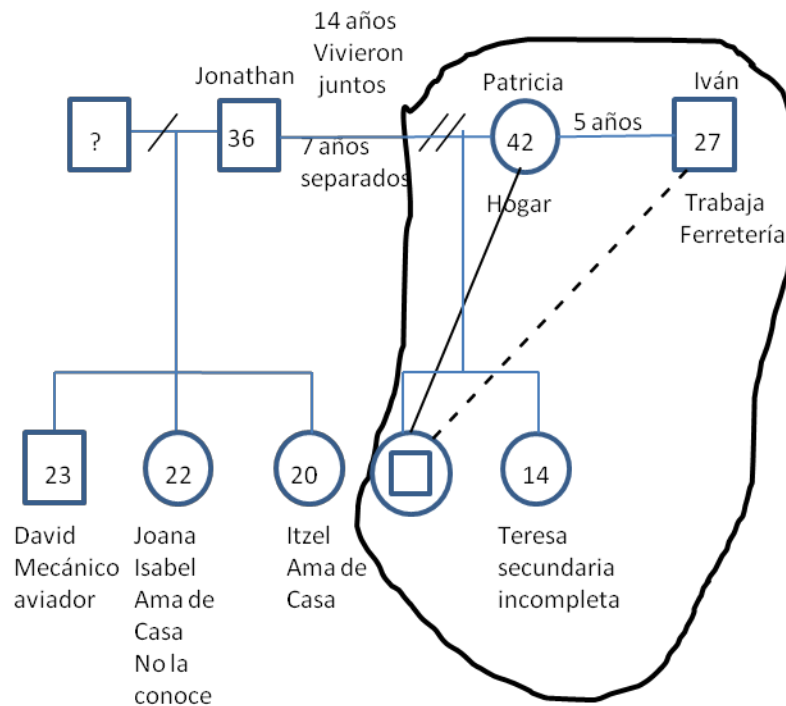 14 años
Vivieron
juntos
Jonathan
Patricia
Iván
?
36
7 años
separados
42
5 años
27
Hogar
Trabaja
Ferretería
23
22
20
14
David
Mecánico
aviador
Joana
Isabel
Ama de
Casa
No la
conoce
Itzel
Ama de
Casa
Teresa
secundaria
incompleta